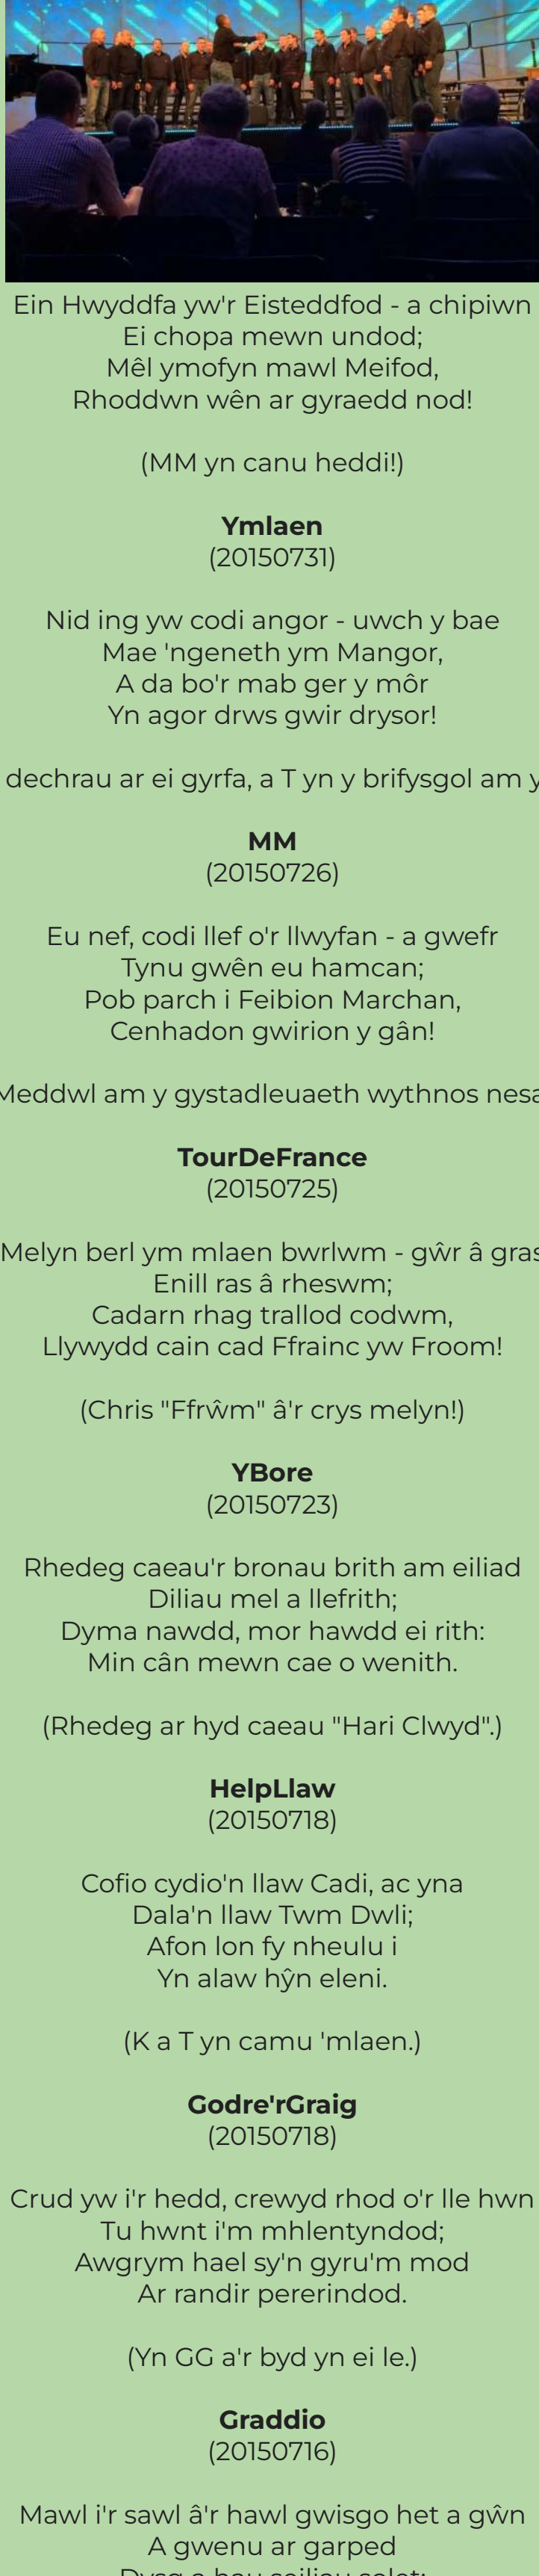 Ein Hwyddfa yw'r Eisteddfod - a chipiwn
Ei chopa mewn undod;
Mêl ymofyn mawl Meifod,
Rhoddwn wên ar gyraedd nod!
(MM yn canu heddi!)
Ymlaen
(20150731)
Nid ing yw codi angor - uwch y bae
Mae 'ngeneth ym Mangor,
A da bo'r mab ger y môr
Yn agor drws gwir drysor!
dechrau ar ei gyrfa, a T yn y brifysgol am y
MM
(20150726)
Eu nef, codi llef o'r llwyfan - a gwefr
Tynu gwên eu hamcan;
Pob parch i Feibion Marchan,
Cenhadon gwirion y gân!
Meddwl am y gystadleuaeth wythnos nesa
TourDeFrance
(20150725)
Melyn berl ym mlaen bwrlwm - gŵr â gras
Enill ras â rheswm;
Cadarn rhag trallod codwm,
Llywydd cain cad Ffrainc yw Froom!
(Chris "Ffrŵm" â'r crys melyn!)
YBore
(20150723)
Rhedeg caeau'r bronau brith am eiliad
Diliau mel a llefrith;
Dyma nawdd, mor hawdd ei rith:
Min cân mewn cae o wenith.
(Rhedeg ar hyd caeau "Hari Clwyd".)
HelpLlaw
(20150718)
Cofio cydio'n llaw Cadi, ac yna
Dala'n llaw Twm Dwli;
Afon lon fy nheulu i
Yn alaw hŷn eleni.
(K a T yn camu 'mlaen.)
Godre'rGraig
(20150718)
Crud yw i'r hedd, crewyd rhod o'r lle hwn
Tu hwnt i'm mhlentyndod;
Awgrym hael sy'n gyru'm mod
Ar randir pererindod.
(Yn GG a'r byd yn ei le.)
Graddio
(20150716)
Mawl i'r sawl â'r hawl gwisgo het a gŵn
A gwenu ar garped